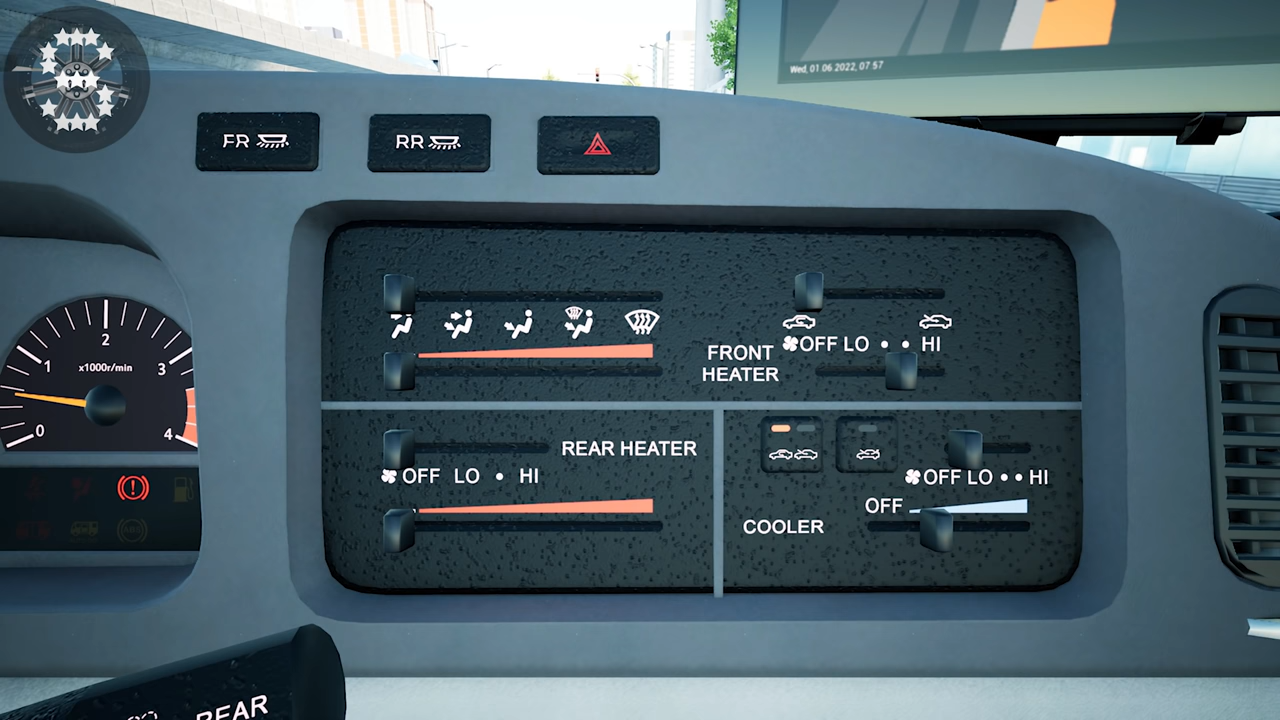 Wed, 01.06.2022, 07 57
FR
RR
OFF LO • • HI
FRONT
HEATER
2
1
x1000r/min
3
0
4
REAR HEATER
OFF LO • HI
OFF LO • • HI
OFF
COOLER
REAR